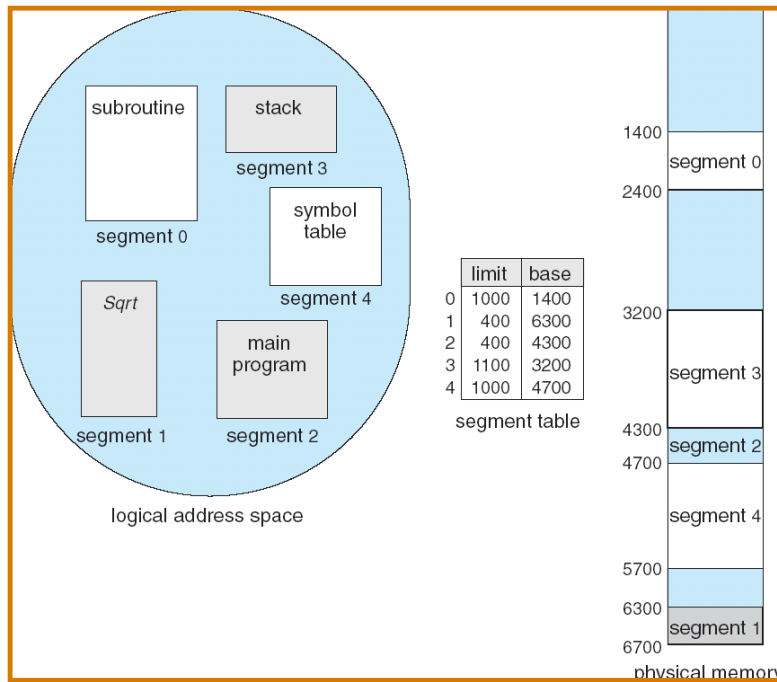 subroutine
segment 0
stack
segment 3
symbol
table
segment 4
Sqrt
segment 1
main
program
segment 2
logical address space
limit base
0 1000 1400
1 400 6300
2 400 4300
3 1100 3200
4 1000 4700
segment table
1400
segment 0
2400
3200
segment 3
4300
segment 2
4700
segment 4
5700
6300
segment 1
6700
physical memory